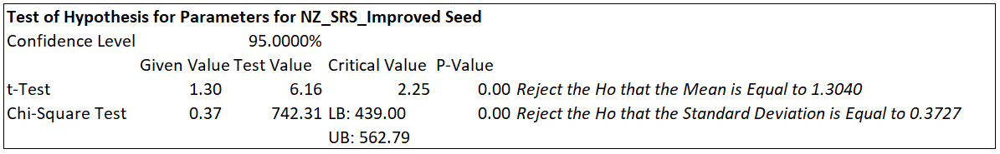 Test of Hypothesis for Parameters for NZ_SRS_Improved Seed
Confidence Level 95.0000%
Given Value Test Value Critical Value P-Value
t-Test 1.30 6.16 2.25 0.00 Reject the Ho that the Mean is Equal to 1.3040
Chi-Square Test 0.37 742.31 LB: 439.00 0.00 Reject the Ho that the Standard Deviation is Equal to 0.3727
UB: 562.79